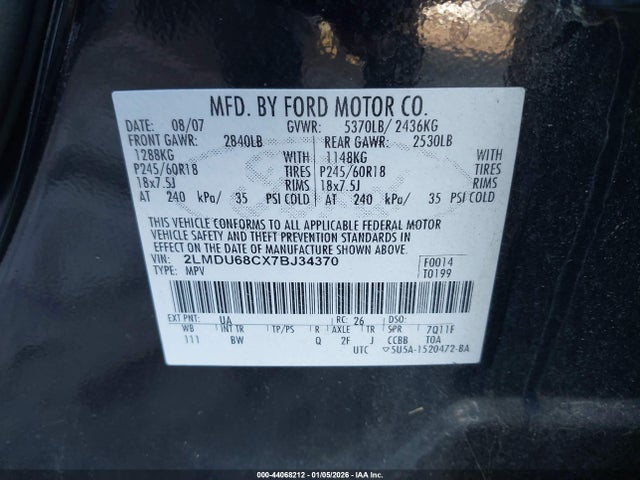 MFD. BY FORD MOTOR CO.
DATE: 08/07 GVWR: 5370LB/ 2436KG
FRONT GAWR: 2840LB REAR GAWR: 2530LB
1288KG WITH 1148KG WITH
P245/60R18 TIRES P245/60R18 TIRES
18x7.5J RIMS 18x7.5J RIMS
AT 240 kPa/ 35 PSI COLD AT 240 kPa/ 35 PSI COLD
THIS VEHICLE CONFORMS TO ALL APPLICABLE FEDERAL MOTOR
VEHICLE SAFETY AND THEFT PREVENTION STANDARDS IN
EFFECT ON THE DATE OF MANUFACTURE SHOWN ABOVE.
VIN: 2LMDU68CX7BJ34370 F0014
TYPE: MPV T0199
EXT PNT: UA RC: 26 DSO:
WB INT TR TP/PS R AXLE TR SPR 7Q11F
111 BW Q 2F J CCBB TOA
UTC ▽5U5A-1520472-BA
000-44068212 - 01/05/2026 - IAA Inc.